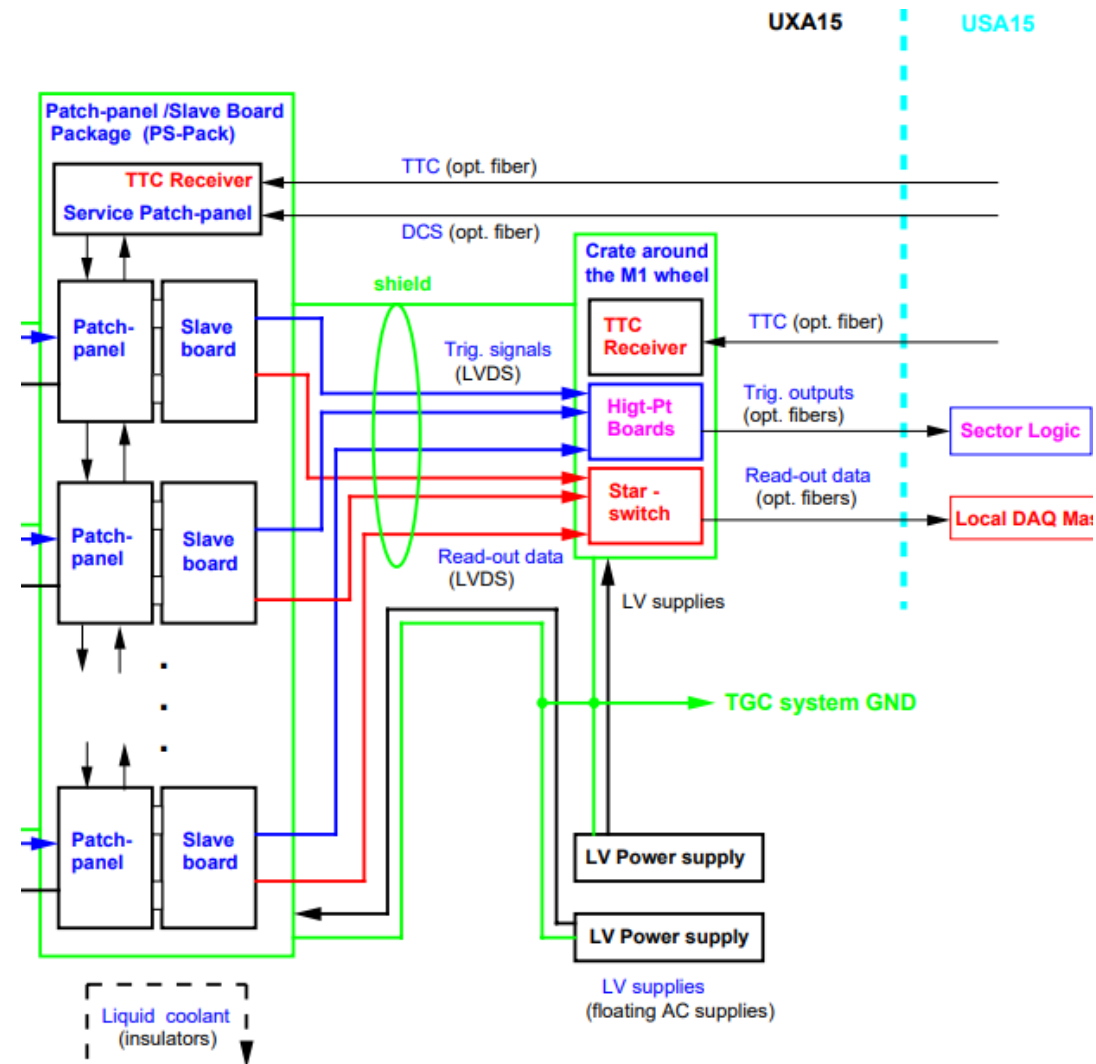 UXA15
USA15
Patch-panel /Slave Board
Package (PS-Pack)
TTC Receiver
Service Patch-panel
TTC (opt. fiber)
DCS (opt. fiber)
Crate around
the M1 wheel
shield
Patch-
panel
Slave
board
TTC
Receiver
TTC (opt. fiber)
Trig. signals
(LVDS)
Higt-Pt
Boards
Trig. outputs
(opt. fibers)
Sector Logic
Star -
switch
Read-out data
(opt. fibers)
Local DAQ Mas
Patch-
panel
Slave
board
Read-out data
(LVDS)
LV supplies
.
.
.
TGC system GND
Patch-
panel
Slave
board
LV Power supply
LV Power supply
LV supplies
(floating AC supplies)
Liquid coolant
(insulators)